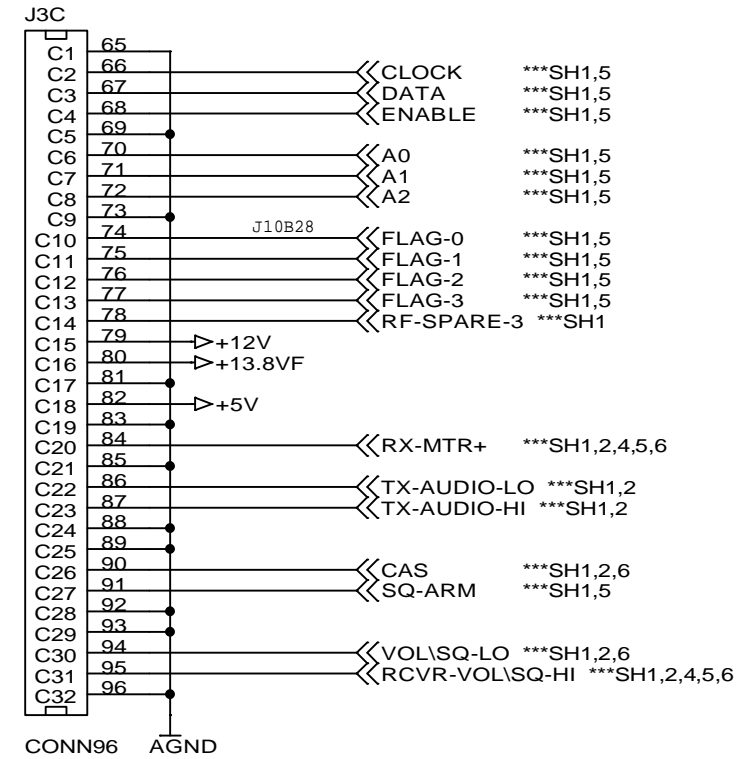 J3C
C1 65
C2 66 CLOCK ***SH1,5
C3 67 DATA ***SH1,5
C4 68 ENABLE ***SH1,5
C5 69
C6 70 A0 ***SH1,5
C7 71 A1 ***SH1,5
C8 72 A2 ***SH1,5
C9 73
C10 74 J10B28 FLAG-0 ***SH1,5
C11 75 FLAG-1 ***SH1,5
C12 76 FLAG-2 ***SH1,5
C13 77 FLAG-3 ***SH1,5
C14 78 RF-SPARE-3 ***SH1
C15 79 +12V
C16 80 +13.8VF
C17 81
C18 82 +5V
C19 83
C20 84 RX-MTR+ ***SH1,2,4,5,6
C21 85
C22 86 TX-AUDIO-LO ***SH1,2
C23 87 TX-AUDIO-HI ***SH1,2
C24 88
C25 89
C26 90 CAS ***SH1,2,6
C27 91 SQ-ARM ***SH1,5
C28 92
C29 93
C30 94 VOL\SQ-LO ***SH1,2,6
C31 95 RCVR-VOL\SQ-HI ***SH1,2,4,5,6
C32 96
CONN96 AGND